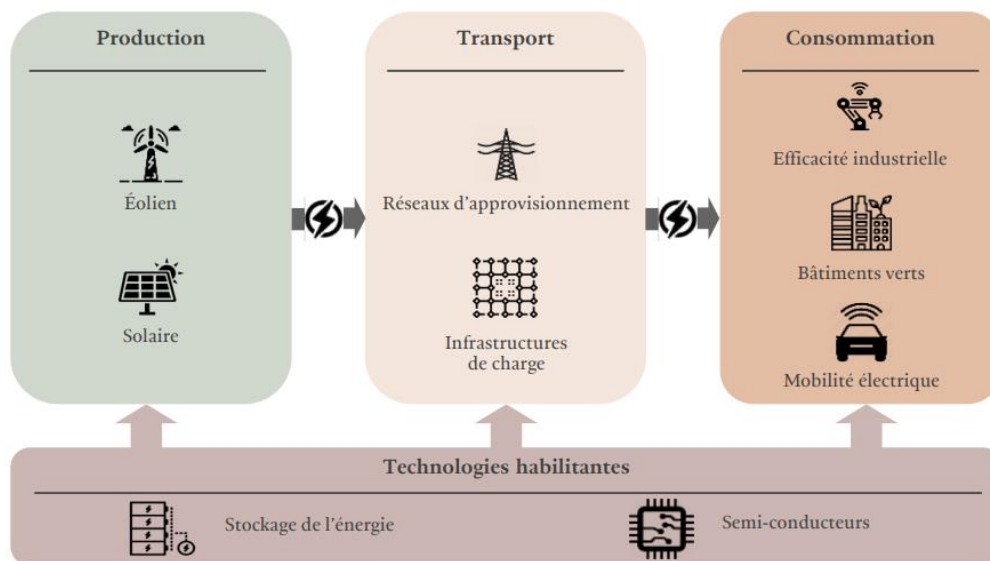 Production
Éolien
Solaire
Transport
Réseaux d'approvisionnement
Infrastructures
de charge
Consommation
Efficacité industrielle
Bâtiments verts
Mobilité électrique
Technologies habilitantes
Stockage de l'énergie
Semi-conducteurs